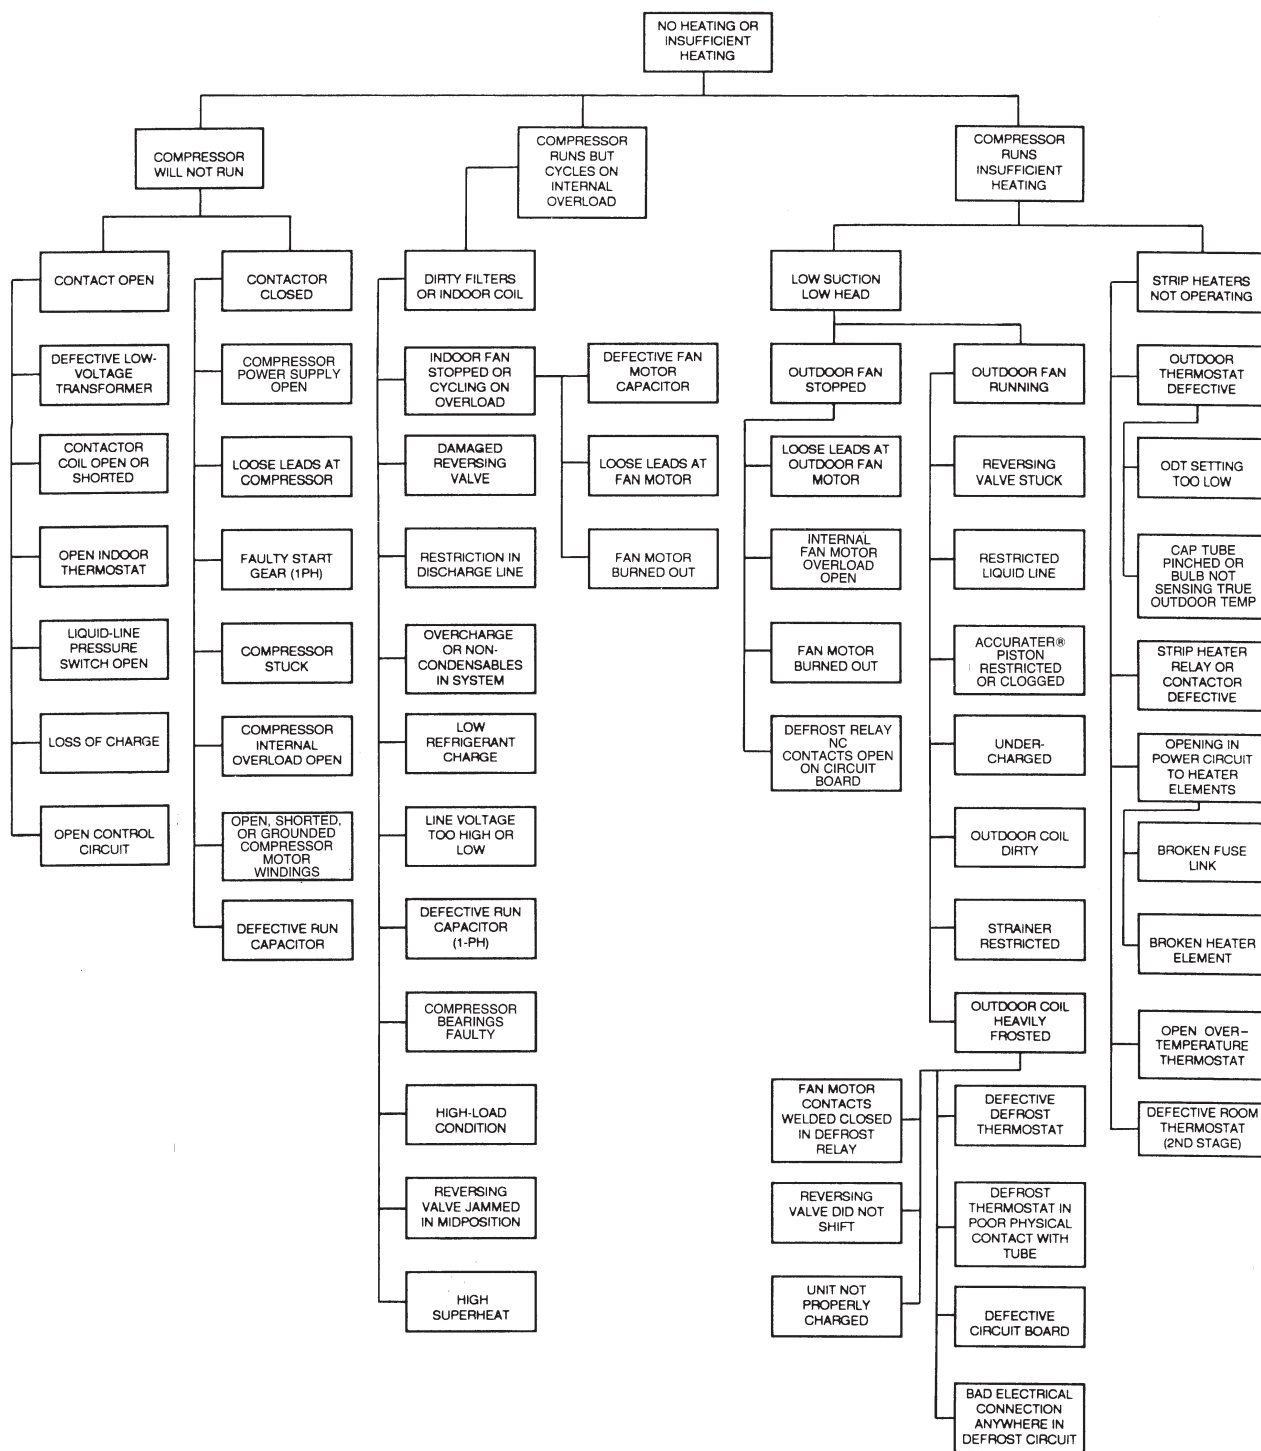 NO HEATING OR
INSUFFICIENT
HEATING
COMPRESSOR
WILL NOT RUN
COMPRESSOR
RUNS BUT
CYCLES ON
INTERNAL
OVERLOAD
COMPRESSOR
RUNS
INSUFFICIENT
HEATING
CONTACT OPEN
DEFECTIVE LOW-
VOLTAGE
TRANSFORMER
CONTACTOR
COIL OPEN OR
SHORTED
OPEN INDOOR
THERMOSTAT
LIQUID-LINE
PRESSURE
SWITCH OPEN
LOSS OF CHARGE
OPEN CONTROL
CIRCUIT
CONTACTOR
CLOSED
COMPRESSOR
POWER SUPPLY
OPEN
LOOSE LEADS AT
COMPRESSOR
FAULTY START
GEAR (1PH)
COMPRESSOR
STUCK
COMPRESSOR
INTERNAL
OVERLOAD OPEN
OPEN, SHORTED,
OR GROUNDED
COMPRESSOR
MOTOR
WINDINGS
DEFECTIVE RUN
CAPACITOR
DIRTY FILTERS
OR INDOOR COIL
INDOOR FAN
STOPPED OR
CYCLING ON
OVERLOAD
DAMAGED
REVERSING
VALVE
RESTRICTION IN
DISCHARGE LINE
OVERCHARGE
OR NON-
CONDENSABLES
IN SYSTEM
LOW
REFRIGERANT
CHARGE
LINE VOLTAGE
TOO HIGH OR
LOW
DEFECTIVE RUN
CAPACITOR
(1-PH)
COMPRESSOR
BEARINGS
FAULTY
HIGH-LOAD
CONDITION
REVERSING
VALVE JAMMED
IN MIDPOSITION
HIGH
SUPERHEAT
DEFECTIVE FAN
MOTOR
CAPACITOR
LOOSE LEADS AT
FAN MOTOR
FAN MOTOR
BURNED OUT
LOW SUCTION
LOW HEAD
OUTDOOR FAN
STOPPED
LOOSE LEADS AT
OUTDOOR FAN
MOTOR
INTERNAL
FAN MOTOR
OVERLOAD
OPEN
FAN MOTOR
BURNED OUT
DEFROST RELAY
NC
CONTACTS OPEN
ON CIRCUIT
BOARD
OUTDOOR FAN
RUNNING
REVERSING
VALVE STUCK
RESTRICTED
LIQUID LINE
ACCURATER®
PISTON
RESTRICTED
OR CLOGGED
UNDER-
CHARGED
OUTDOOR COIL
DIRTY
STRAINER
RESTRICTED
OUTDOOR COIL
HEAVILY
FROSTED
FAN MOTOR
CONTACTS
WELDED CLOSED
IN DEFROST
RELAY
REVERSING
VALVE DID NOT
SHIFT
UNIT NOT
PROPERLY
CHARGED
DEFECTIVE
DEFROST
THERMOSTAT
DEFROST
THERMOSTAT IN
POOR PHYSICAL
CONTACT WITH
TUBE
DEFECTIVE
CIRCUIT BOARD
BAD ELECTRICAL
CONNECTION
ANYWHERE IN
DEFROST CIRCUIT
STRIP HEATERS
NOT OPERATING
OUTDOOR
THERMOSTAT
DEFECTIVE
ODT SETTING
TOO LOW
CAP TUBE
PINCHED OR
BULB NOT
SENSING TRUE
OUTDOOR TEMP
STRIP HEATER
RELAY OR
CONTACTOR
DEFECTIVE
OPENING IN
POWER CIRCUIT
TO HEATER
ELEMENTS
BROKEN FUSE
LINK
BROKEN HEATER
ELEMENT
OPEN OVER-
TEMPERATURE
THERMOSTAT
DEFECTIVE ROOM
THERMOSTAT
(2ND STAGE)